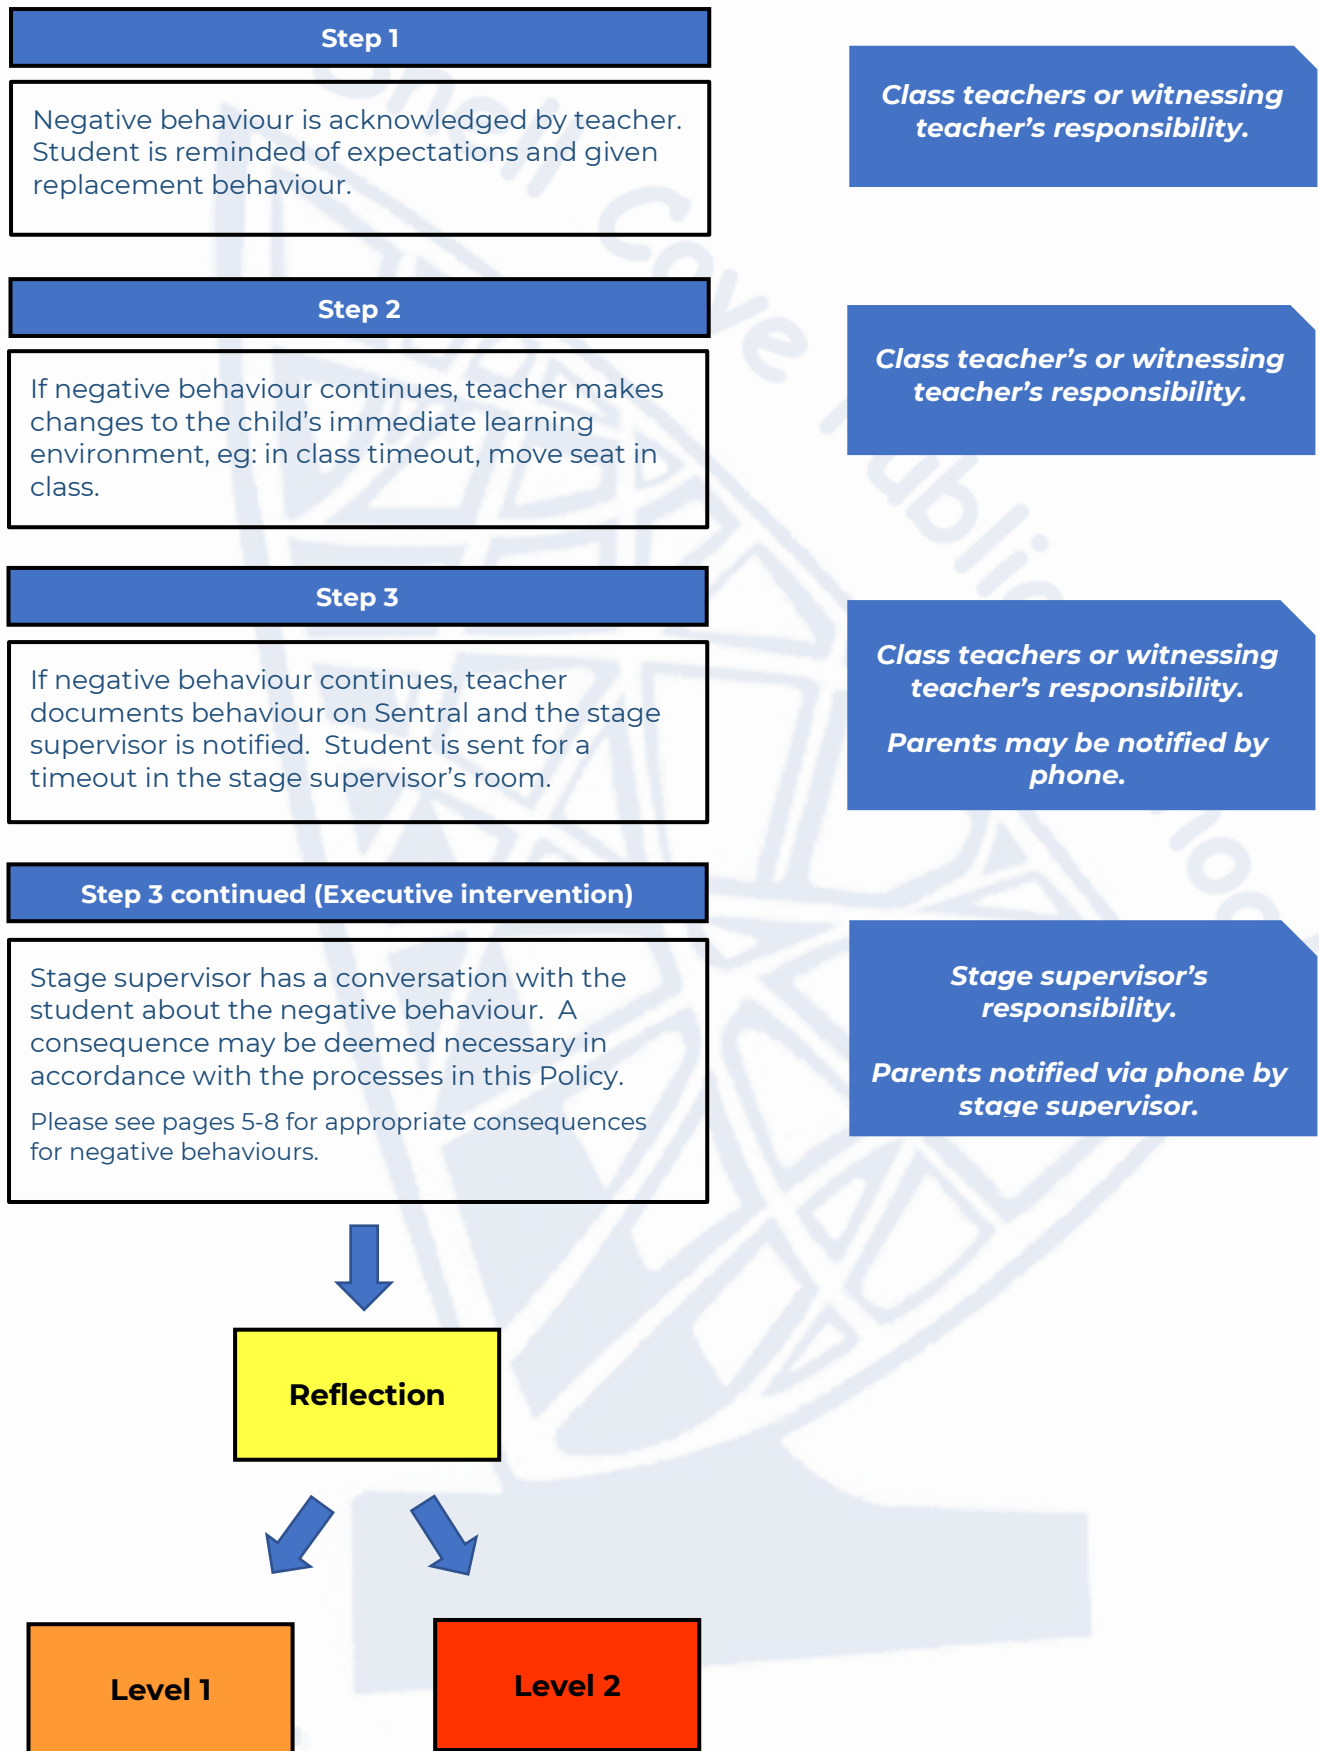 Step 1
Negative behaviour is acknowledged by teacher.
Student is reminded of expectations and given
replacement behaviour.
Class teachers or witnessing
teacher’s responsibility.
Step 2
If negative behaviour continues, teacher makes
changes to the child’s immediate learning
environment, eg: in class timeout, move seat in
class.
Class teacher’s or witnessing
teacher’s responsibility.
Step 3
If negative behaviour continues, teacher
documents behaviour on Sentral and the stage
supervisor is notified.  Student is sent for a
timeout in the stage supervisor’s room.
Class teachers or witnessing
teacher’s responsibility.
Parents may be notified by
phone.
Step 3 continued (Executive intervention)
Stage supervisor has a conversation with the
student about the negative behaviour.  A
consequence may be deemed necessary in
accordance with the processes in this Policy.
Please see pages 5-8 for appropriate consequences
for negative behaviours.
Stage supervisor’s
responsibility.
Parents notified via phone by
stage supervisor.
Reflection
Level 1
Level 2
Shell Cove Public